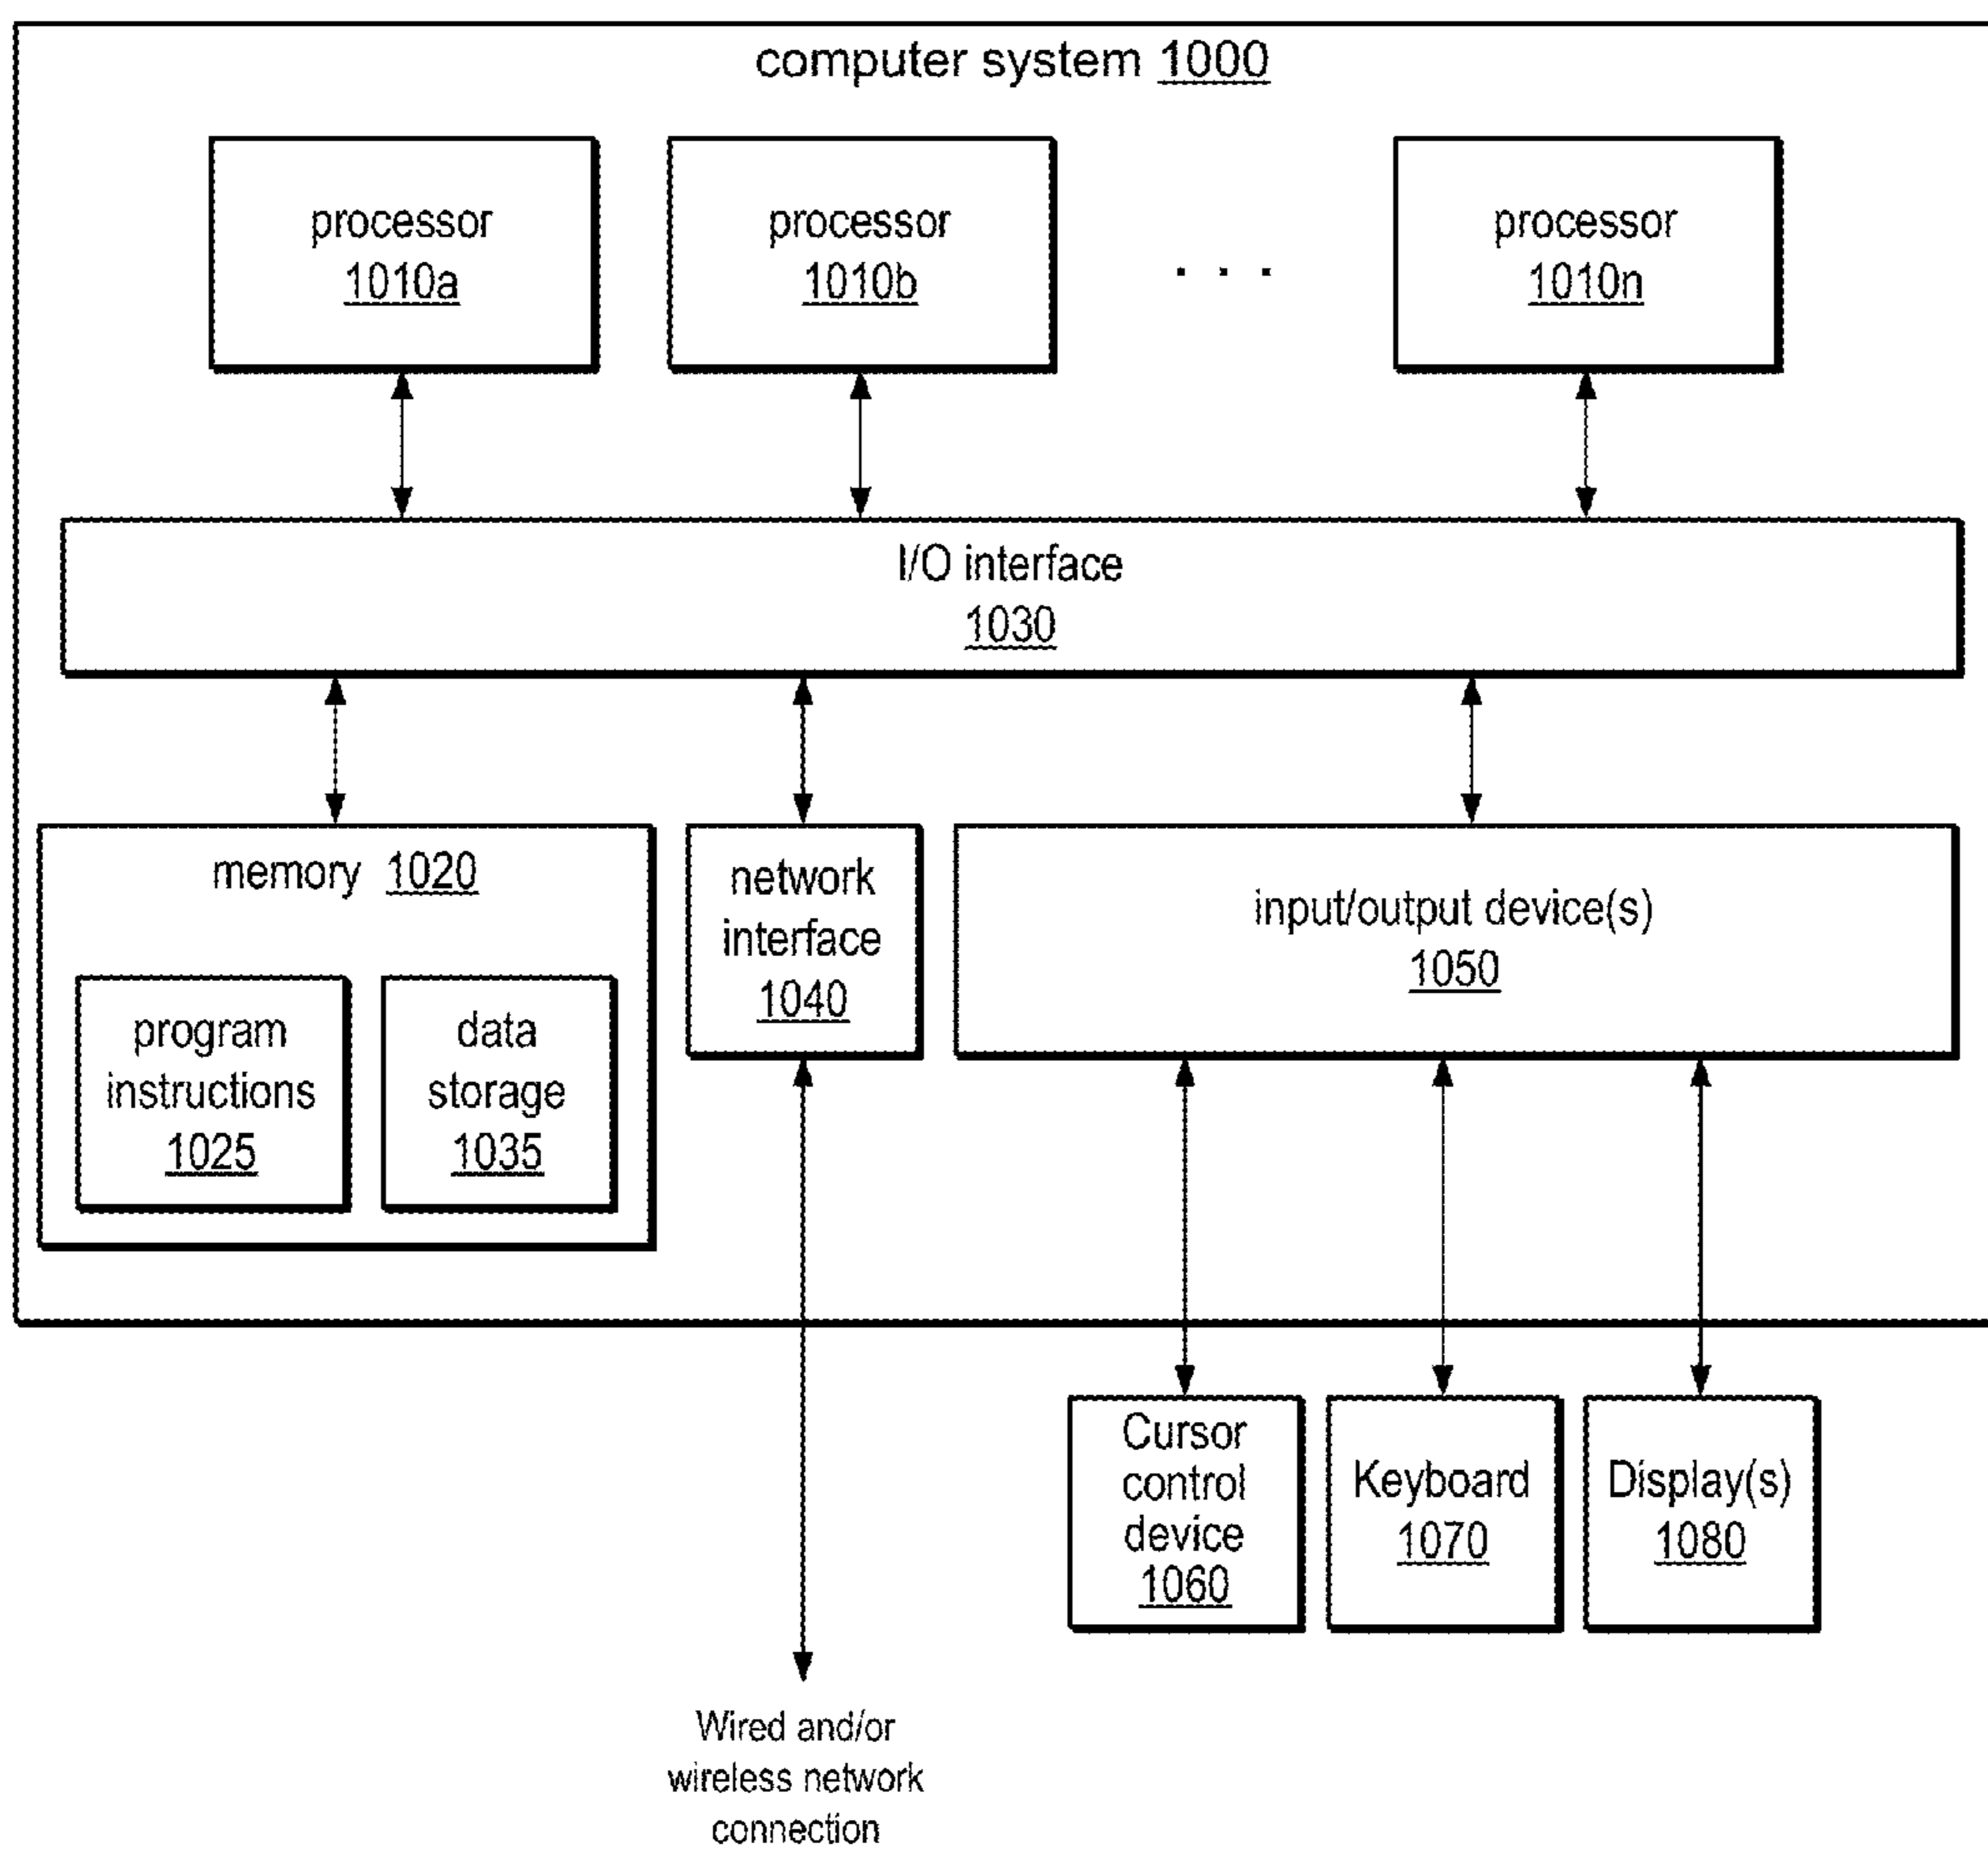 computer system 1000
processor
1010a
processor
1010b
. . .
processor
1010n
I/O interface
1030
memory 1020
program
instructions
1025
data
storage
1035
network
interface
1040
input/output device(s)
1050
Cursor
control
device
1060
Keyboard
1070
Display(s)
1080
Wired and/or
wireless network
connection